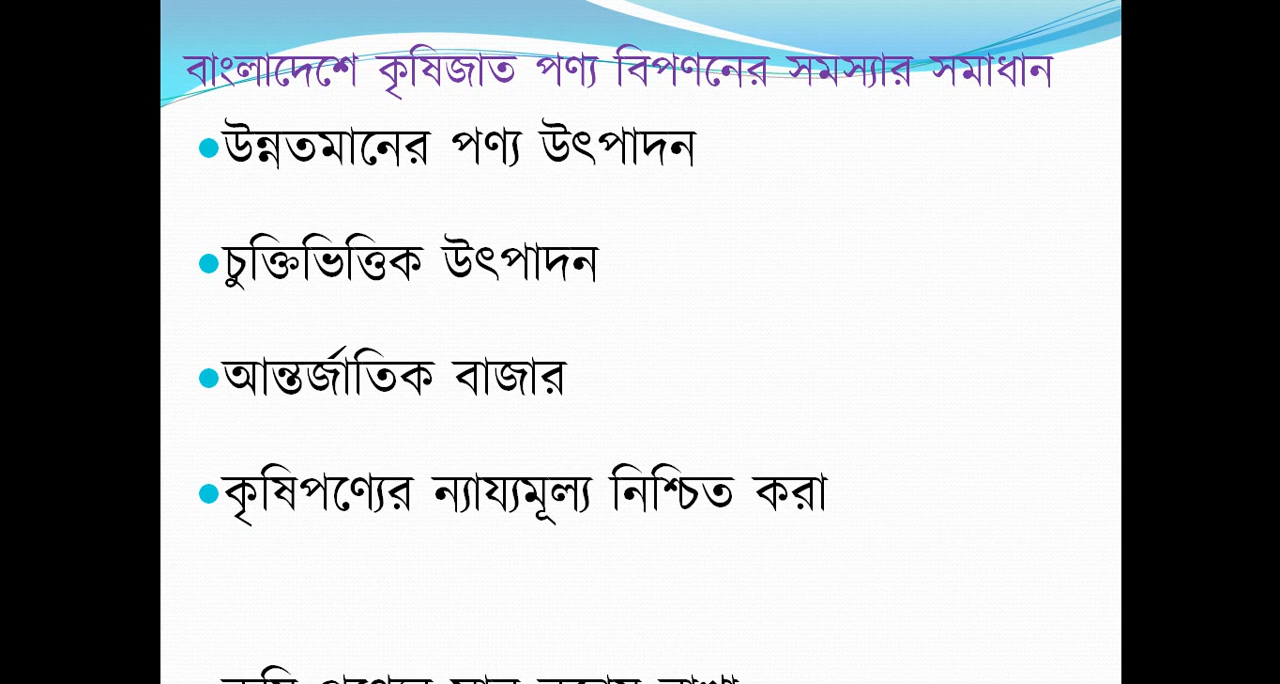 বাংলাদেশে কৃষিজাত পণ্য বিপণনের সমস্যার সমাধান
উন্নতমানের পণ্য উৎপাদন
চুক্তিভিত্তিক উৎপাদন
আন্তর্জাতিক বাজার
কৃষিপণ্যের ন্যায্যমূল্য নিশ্চিত করা